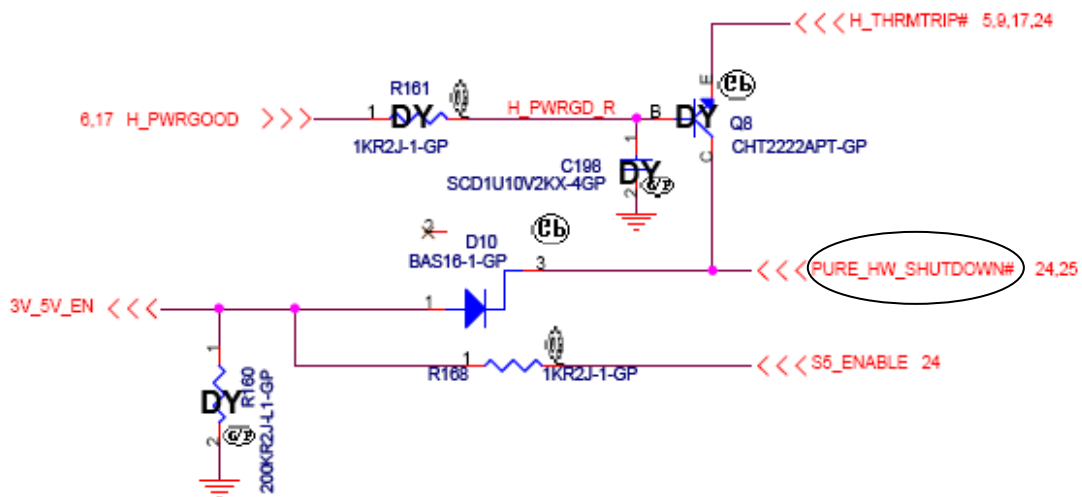 H_THRMTRIP# 5,9,17,24
R161
E
6,17 H_PWRGOOD
1
DY
2
H_PWRGD_R
B
DY
Q8
1KR2J-1-GP
1
C
CHT2222APT-GP
C198
SCD1U10V2KX-4GP
DY
G/P
2
2
D10
BAS16-1-GP
3
PURE_HW_SHUTDOWN# 24,25
3V_5V_EN
1
1
R168
1
1KR2J-1-GP
S5_ENABLE 24
DY
R160
200KR2J-L1-GP
G/P
2